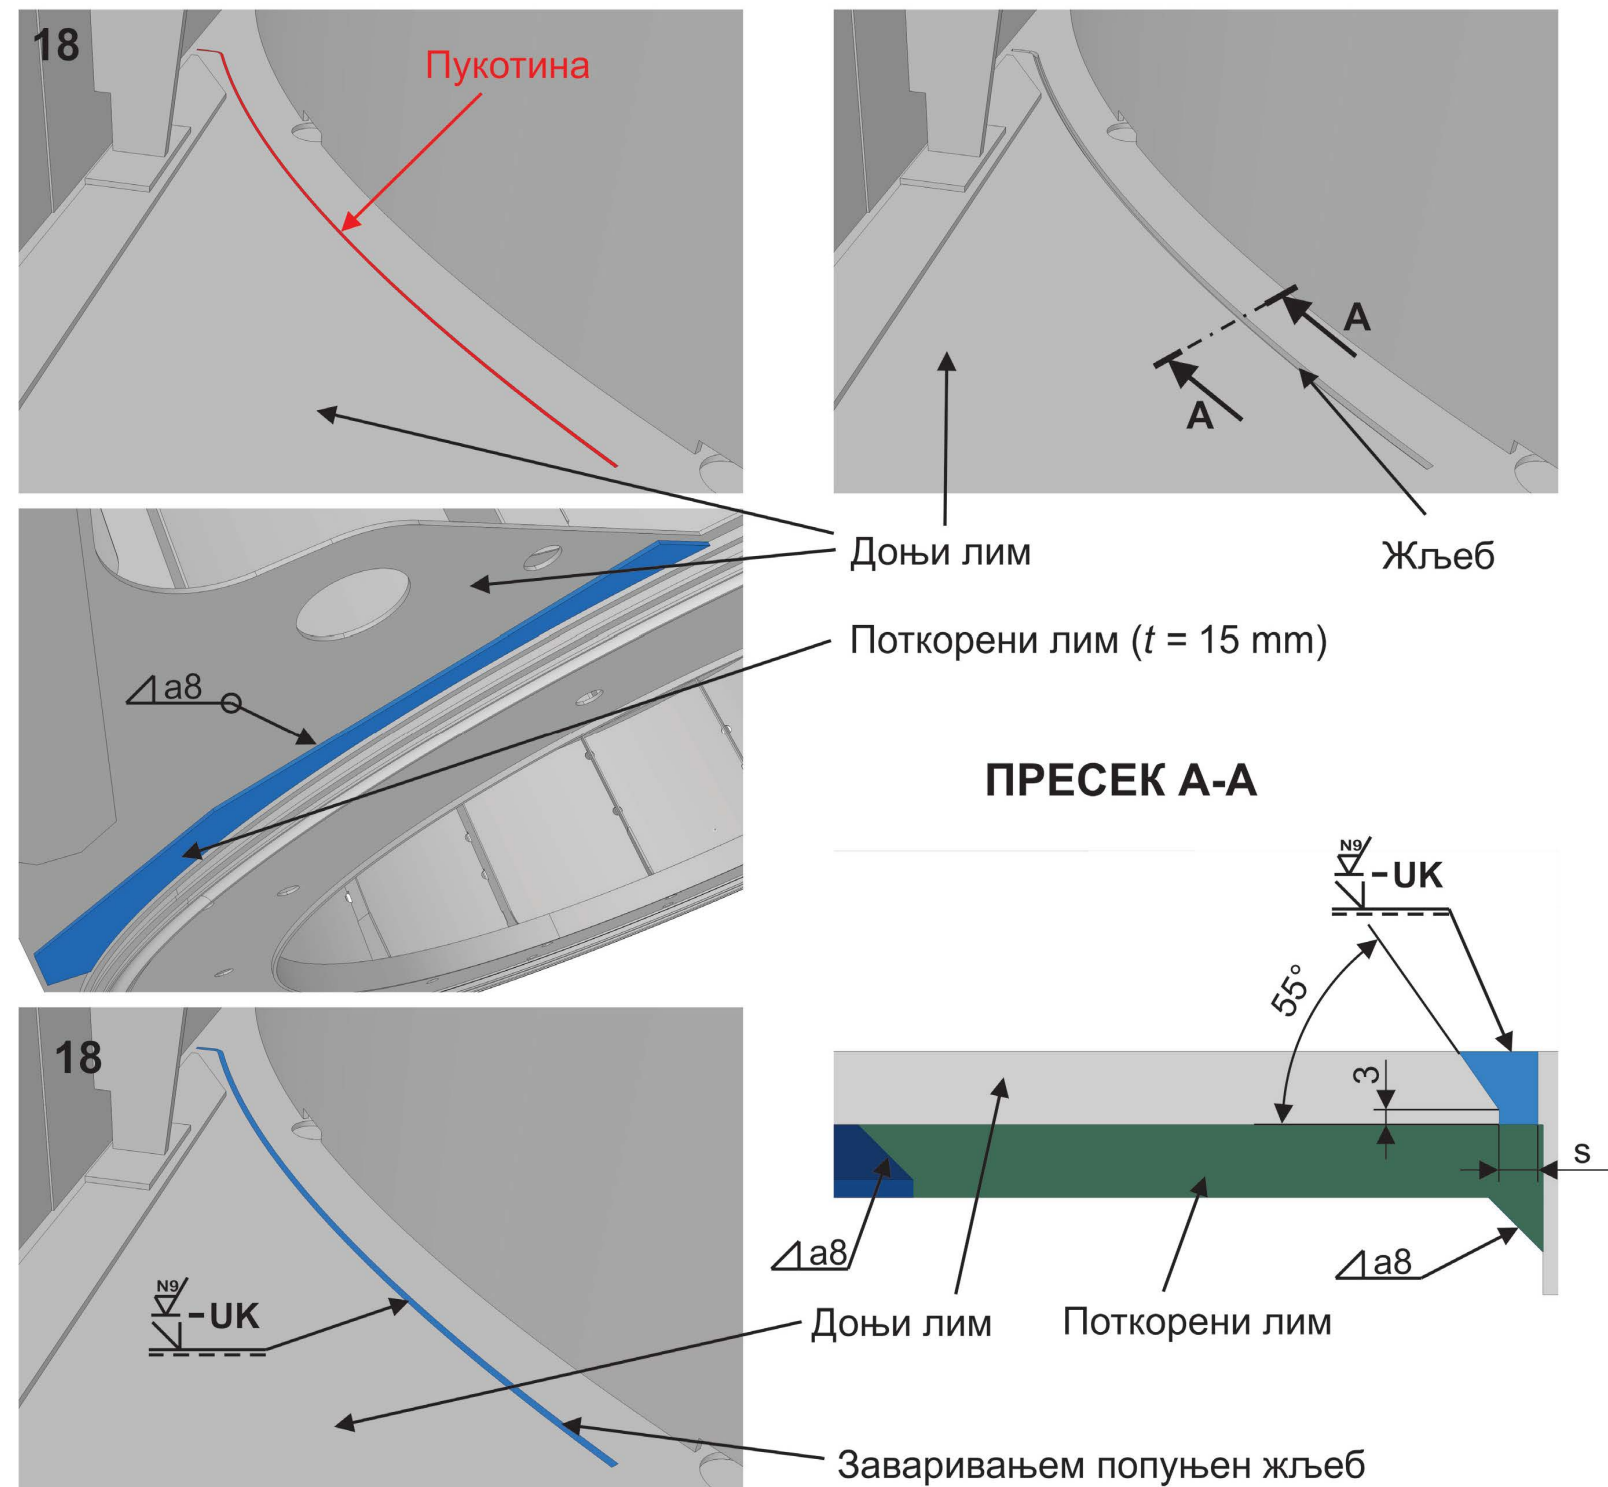 18
Пукотина
A
A
Доњи лим
Жљеб
Поткорени лим (t = 15 mm)
a8
ПРЕСЕК А-А
N9
-UK
55°
3
s
a8
a8
Доњи лим
Поткорени лим
18
N9
-UK
Заваривањем попуњен жљеб